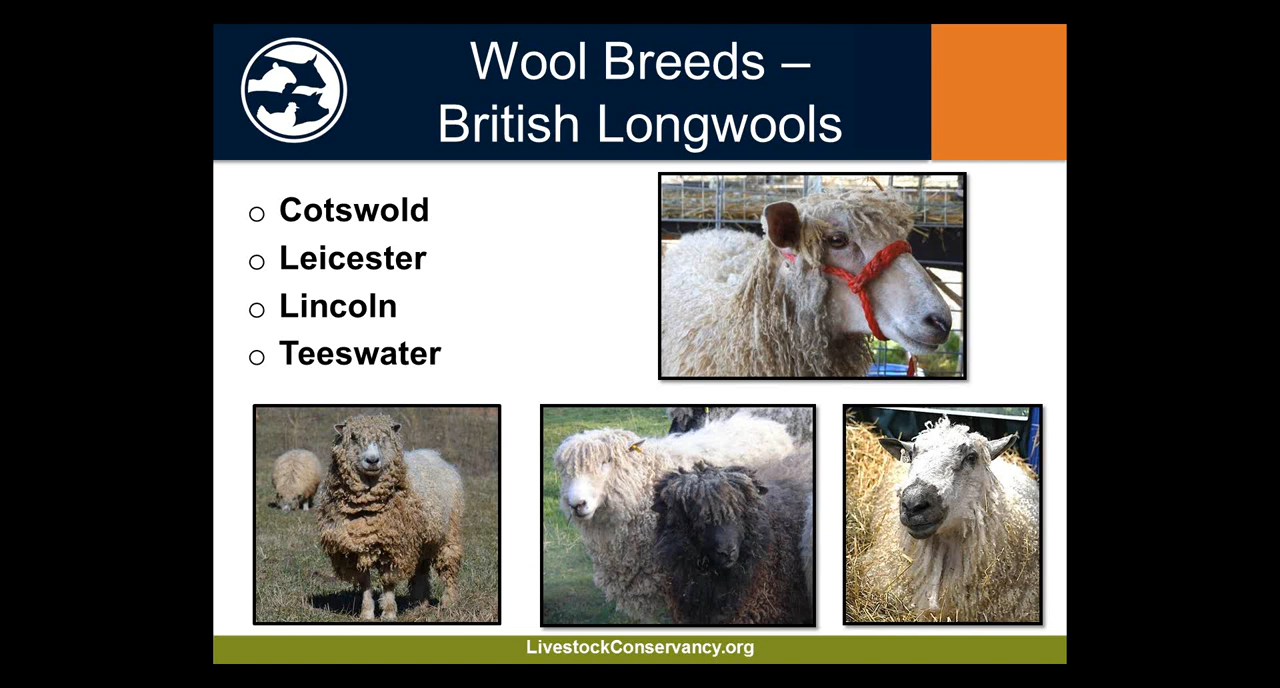 Wool Breeds –
British Longwools
Cotswold
Leicester
Lincoln
Teeswater
LivestockConservancy.org